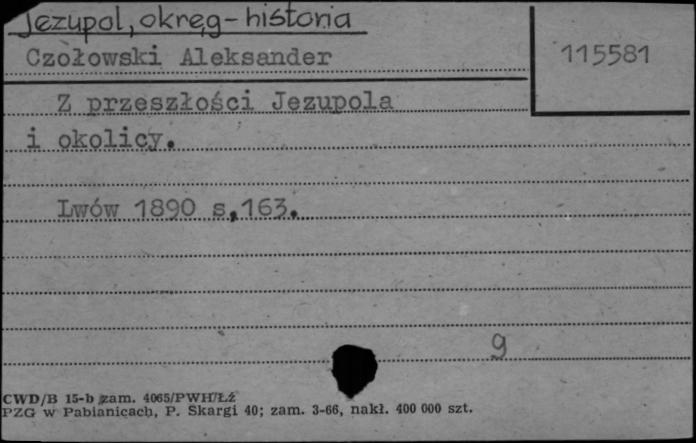 Jezupol, okręg - historia
Czołowski Aleksander
115581
Z przeszłości Jezupola
i okolicy.
Lwów 1890 s.163.
9
CWD/B 15-b zam. 4065/PWH/Łź
PZG w Pabianicach, P. Skargi 40; zam. 3-66, nakł. 400 000 szt.